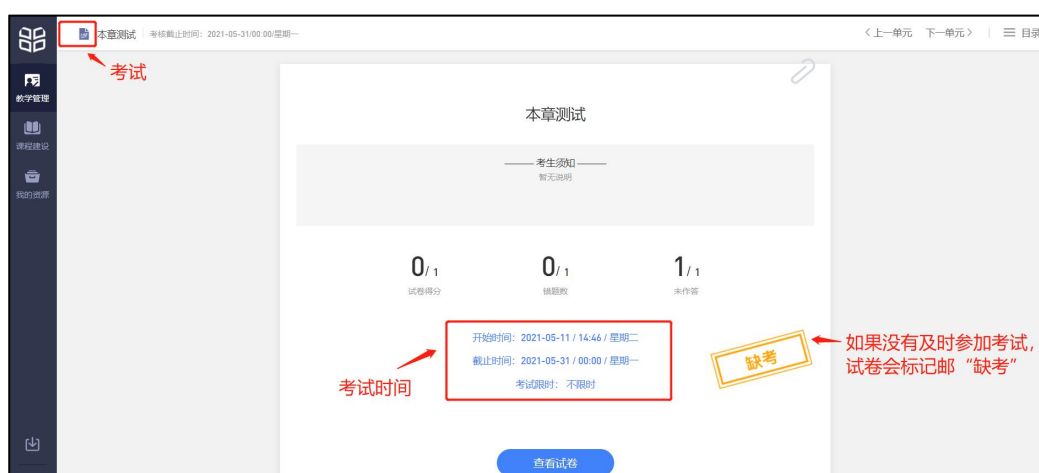 本章测试 考核截止时间：2021-05-31/00:00/星期一
上一单元 下一单元 目录
考试
教学管理
课程建设
我的资源
本章测试
考生须知
暂无说明
0/1 0/1 1/1
试卷得分 错题数 未作答
开始时间：2021-05-11 / 14:46 / 星期二
截止时间：2021-05-31 / 00:00 / 星期一
考试限时：不限时
考试时间
缺考
如果没有及时参加考试，
试卷会标记邮“缺考”
查看试卷